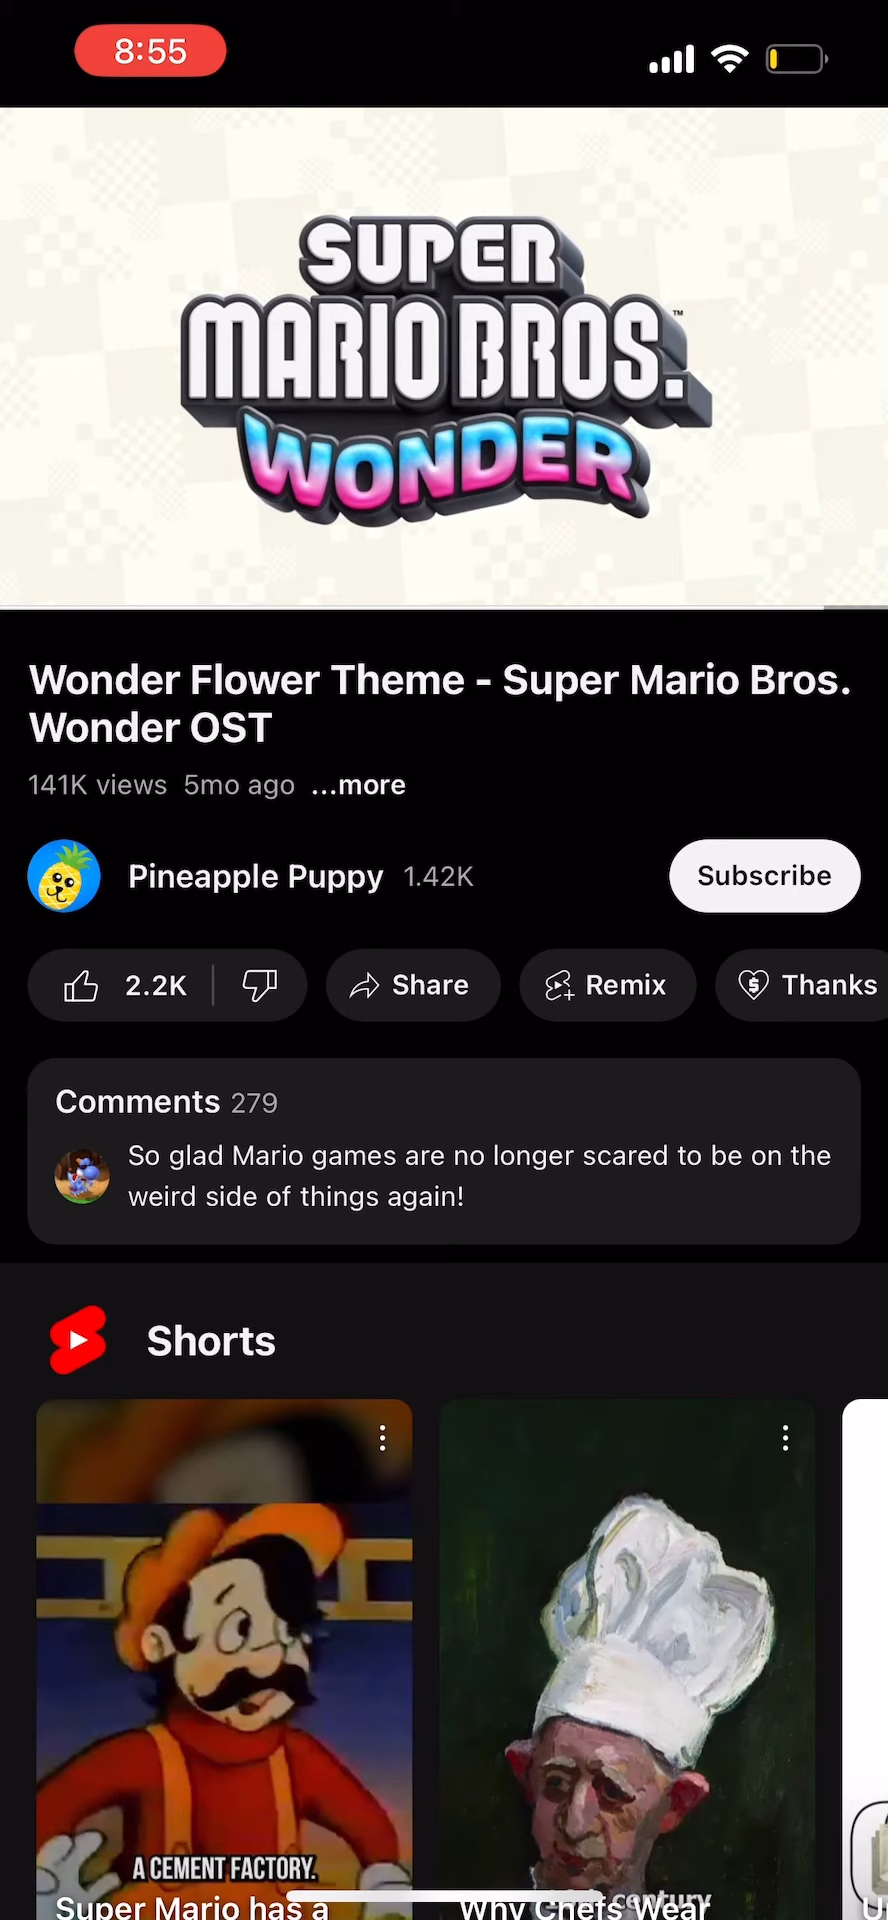 8:55
SUPER
MARIO BROS.™
WONDER
Wonder Flower Theme - Super Mario Bros.
Wonder OST
141K views 5mo ago ...more
Pineapple Puppy 1.42K
Subscribe
2.2K
Share
Remix
Thanks
Comments 279
So glad Mario games are no longer scared to be on the
weird side of things again!
Shorts
A CEMENT FACTORY.
century
Super Mario has a
Why Chefs Wear